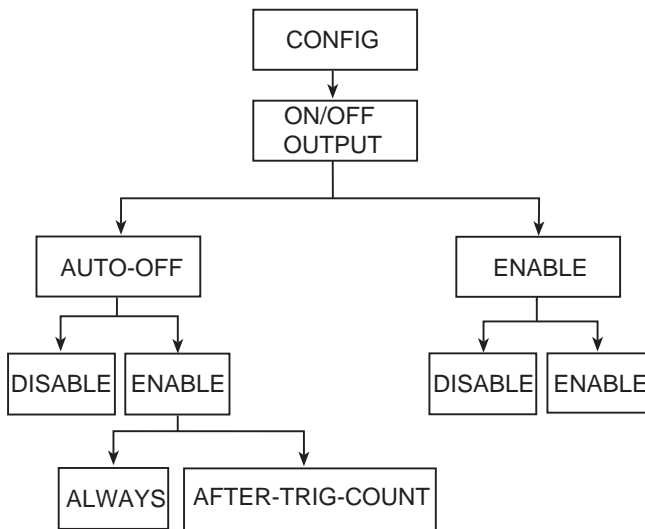 CONFIG
ON/OFF
OUTPUT
AUTO-OFF
ENABLE
DISABLE
ENABLE
DISABLE
ENABLE
ALWAYS
AFTER-TRIG-COUNT